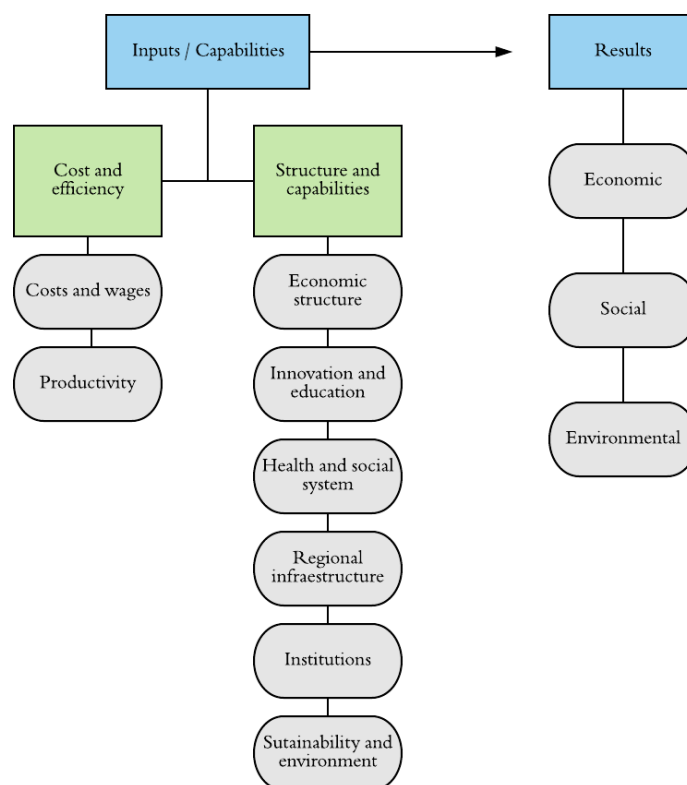 Inputs / Capabilities
Results
Cost and
efficiency
Structure and
capabilities
Costs and wages
Productivity
Economic
structure
Innovation and
education
Health and social
system
Regional
infraestructure
Institutions
Sutainability and
environment
Economic
Social
Environmental